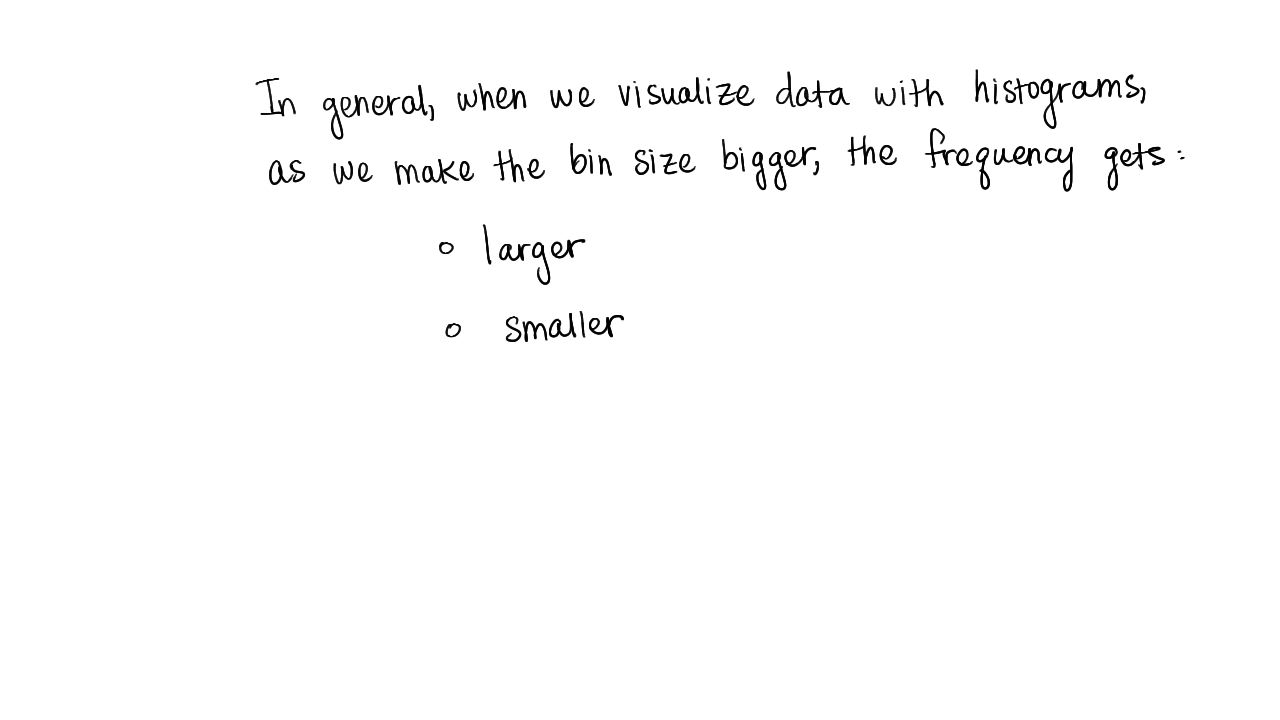 In general, when we visualize data with histograms,
as we make the bin size bigger, the frequency gets:
○ larger
○ smaller